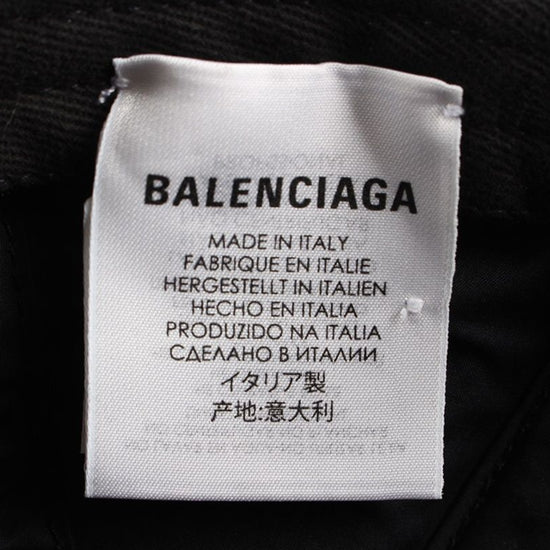 BALENCIAGA
MADE IN ITALY
FABRIQUE EN ITALIE
HERGESTELLT IN ITALIEN
HECHO EN ITALIA
PRODUZIDO NA ITALIA
СДЕЛАНО В ИТАЛИИ
イタリア製
产地:意大利